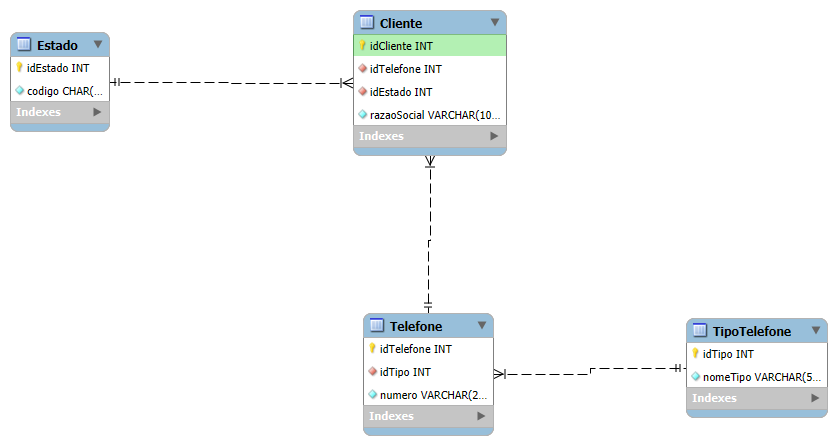 Estado
idEstado INT
codigo CHAR(...
Indexes
Cliente
idCliente INT
idTelefone INT
idEstado INT
razaoSocial VARCHAR(10...
Indexes
Telefone
idTelefone INT
idTipo INT
numero VARCHAR(2...
Indexes
TipoTelefone
idTipo INT
nomeTipo VARCHAR(5...
Indexes